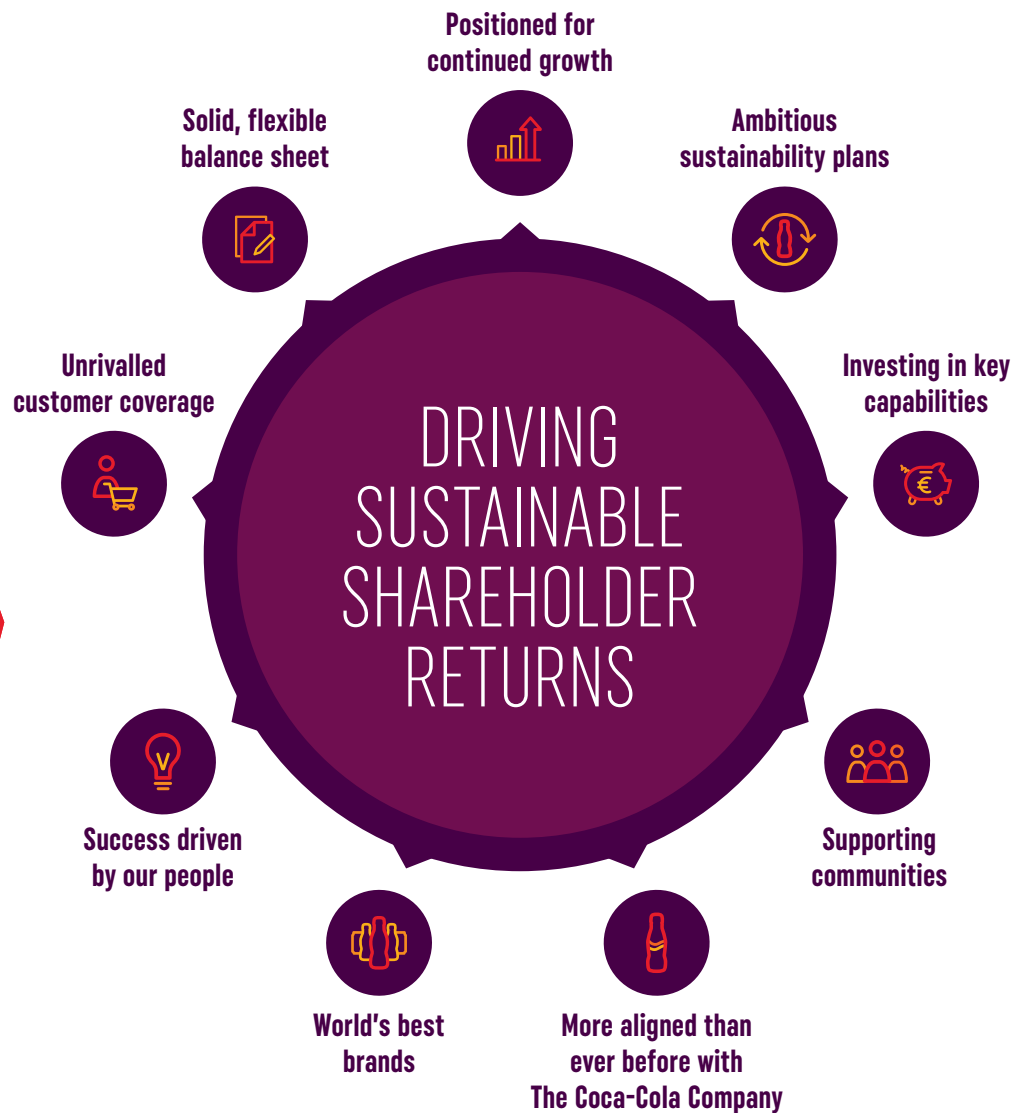 Positioned for
continued growth
Ambitious
sustainability plans
Investing in key
capabilities
Supporting
communities
More aligned than
ever before with
The Coca-Cola Company
World's best
brands
Success driven
by our people
Unrivalled
customer coverage
Solid, flexible
balance sheet
DRIVING
SUSTAINABLE
SHAREHOLDER
RETURNS
€